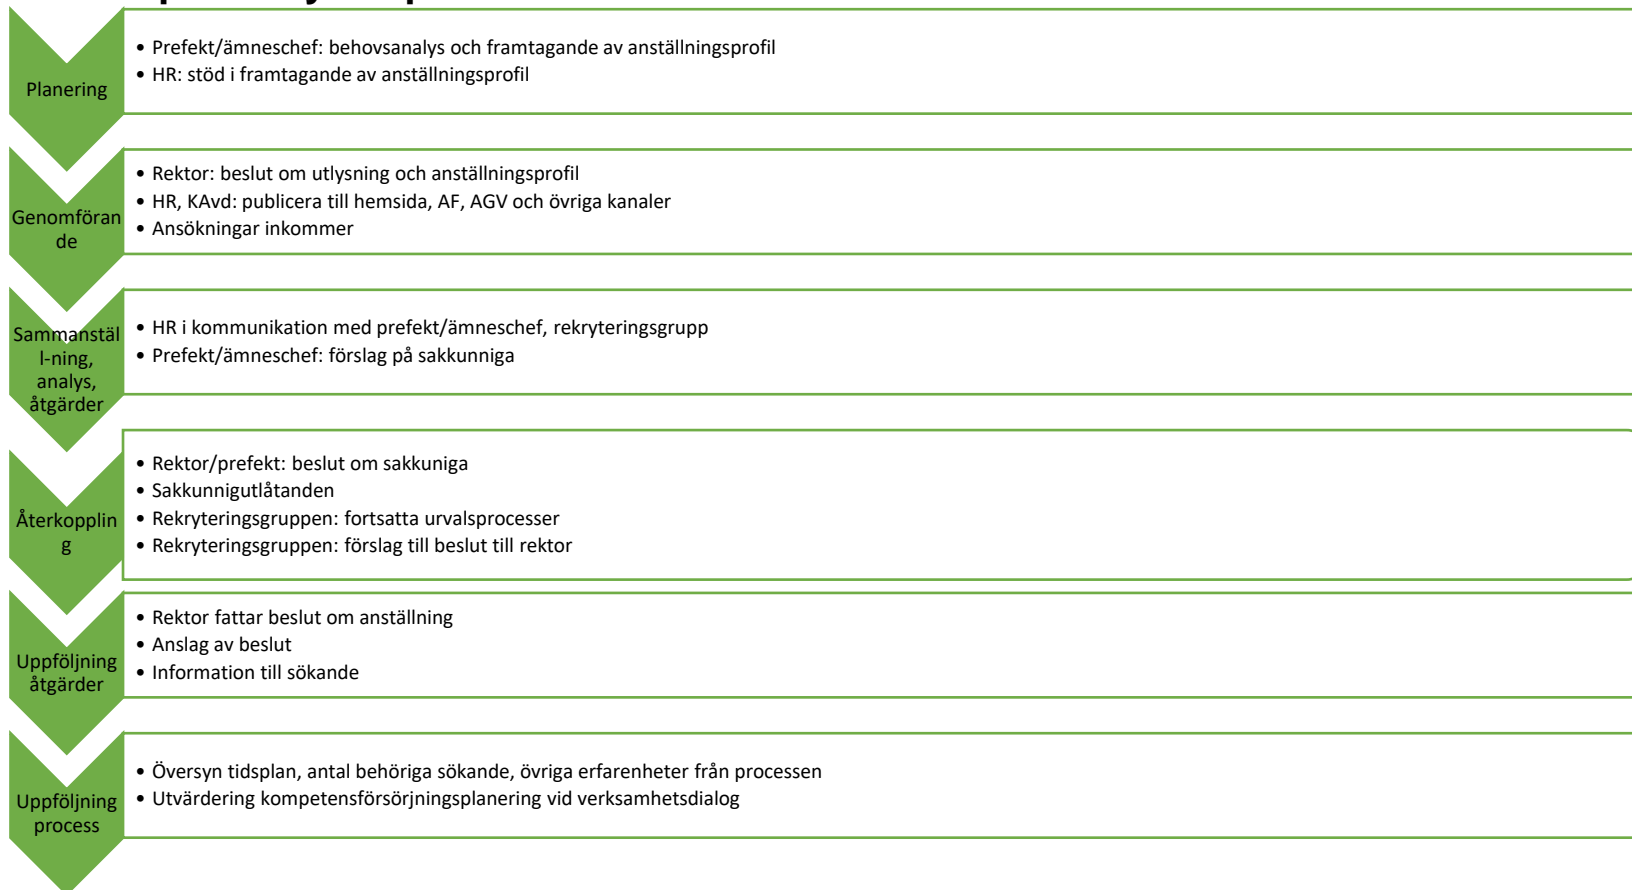 Planering
• Prefekt/ämneschef: behovsanalys och framtagande av anställningsprofil
• HR: stöd i framtagande av anställningsprofil
Genomföran
de
• Rektor: beslut om utlysning och anställningsprofil
• HR, KAvd: publicera till hemsida, AF, AGV och övriga kanaler
• Ansökningar inkommer
Sammanstäl
l-ning,
analys,
åtgärder
• HR i kommunikation med prefekt/ämneschef, rekryteringsgrupp
• Prefekt/ämneschef: förslag på sakkunniga
Återkopplin
g
• Rektor/prefekt: beslut om sakkuniga
• Sakkunnigutlåtanden
• Rekryteringsgruppen: fortsatta urvalsprocesser
• Rekryteringsgruppen: förslag till beslut till rektor
Uppföljning
åtgärder
• Rektor fattar beslut om anställning
• Anslag av beslut
• Information till sökande
Uppföljning
process
• Översyn tidsplan, antal behöriga sökande, övriga erfarenheter från processen
• Utvärdering kompetensförsörjningsplanering vid verksamhetsdialog